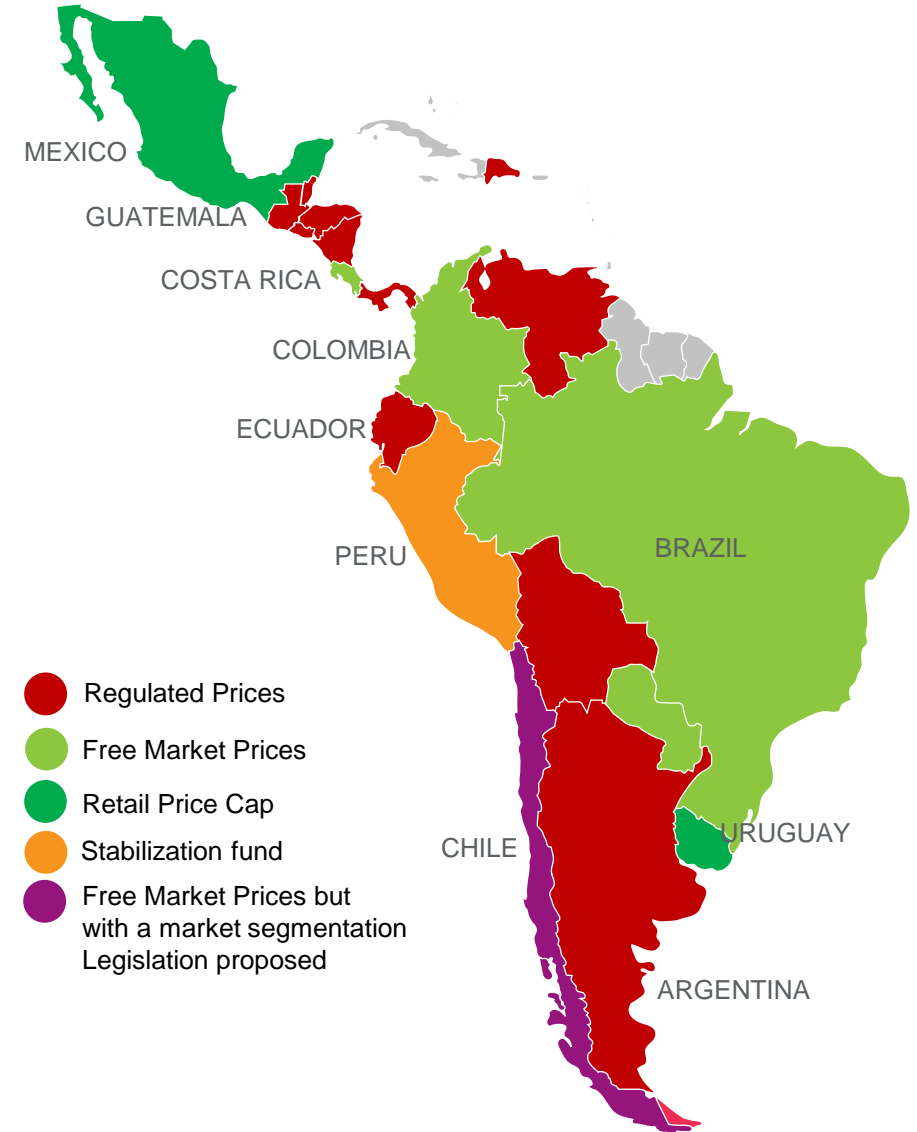 MEXICO
GUATEMALA
COSTA RICA
COLOMBIA
ECUADOR
PERU
BRAZIL
Regulated Prices
Free Market Prices
Retail Price Cap
Stabilization fund
Free Market Prices but
with a market segmentation
Legislation proposed
CHILE
URUGUAY
ARGENTINA